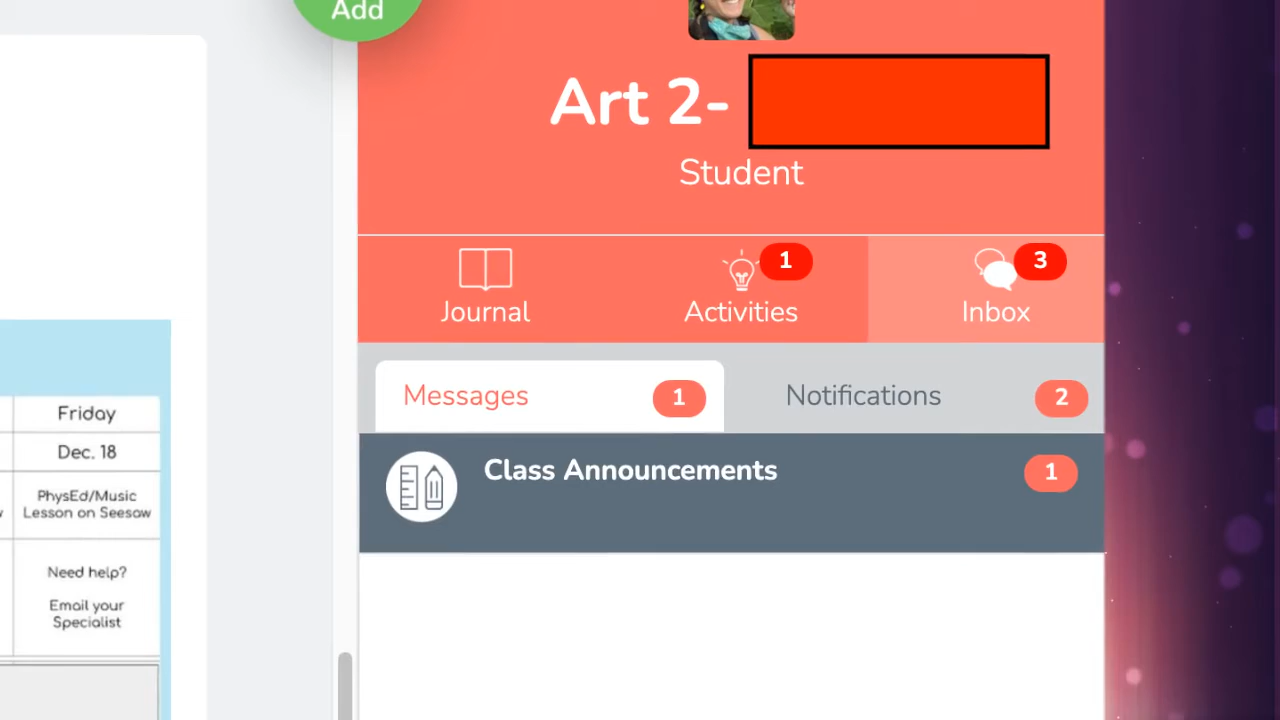 Add
Art 2-
Student
Journal
Activities
1
Inbox
3
Messages
1
Notifications
2
Class Announcements
1
Friday
Dec. 18
PhysEd/Music
Lesson on Seesaw
Need help?
Email your
Specialist